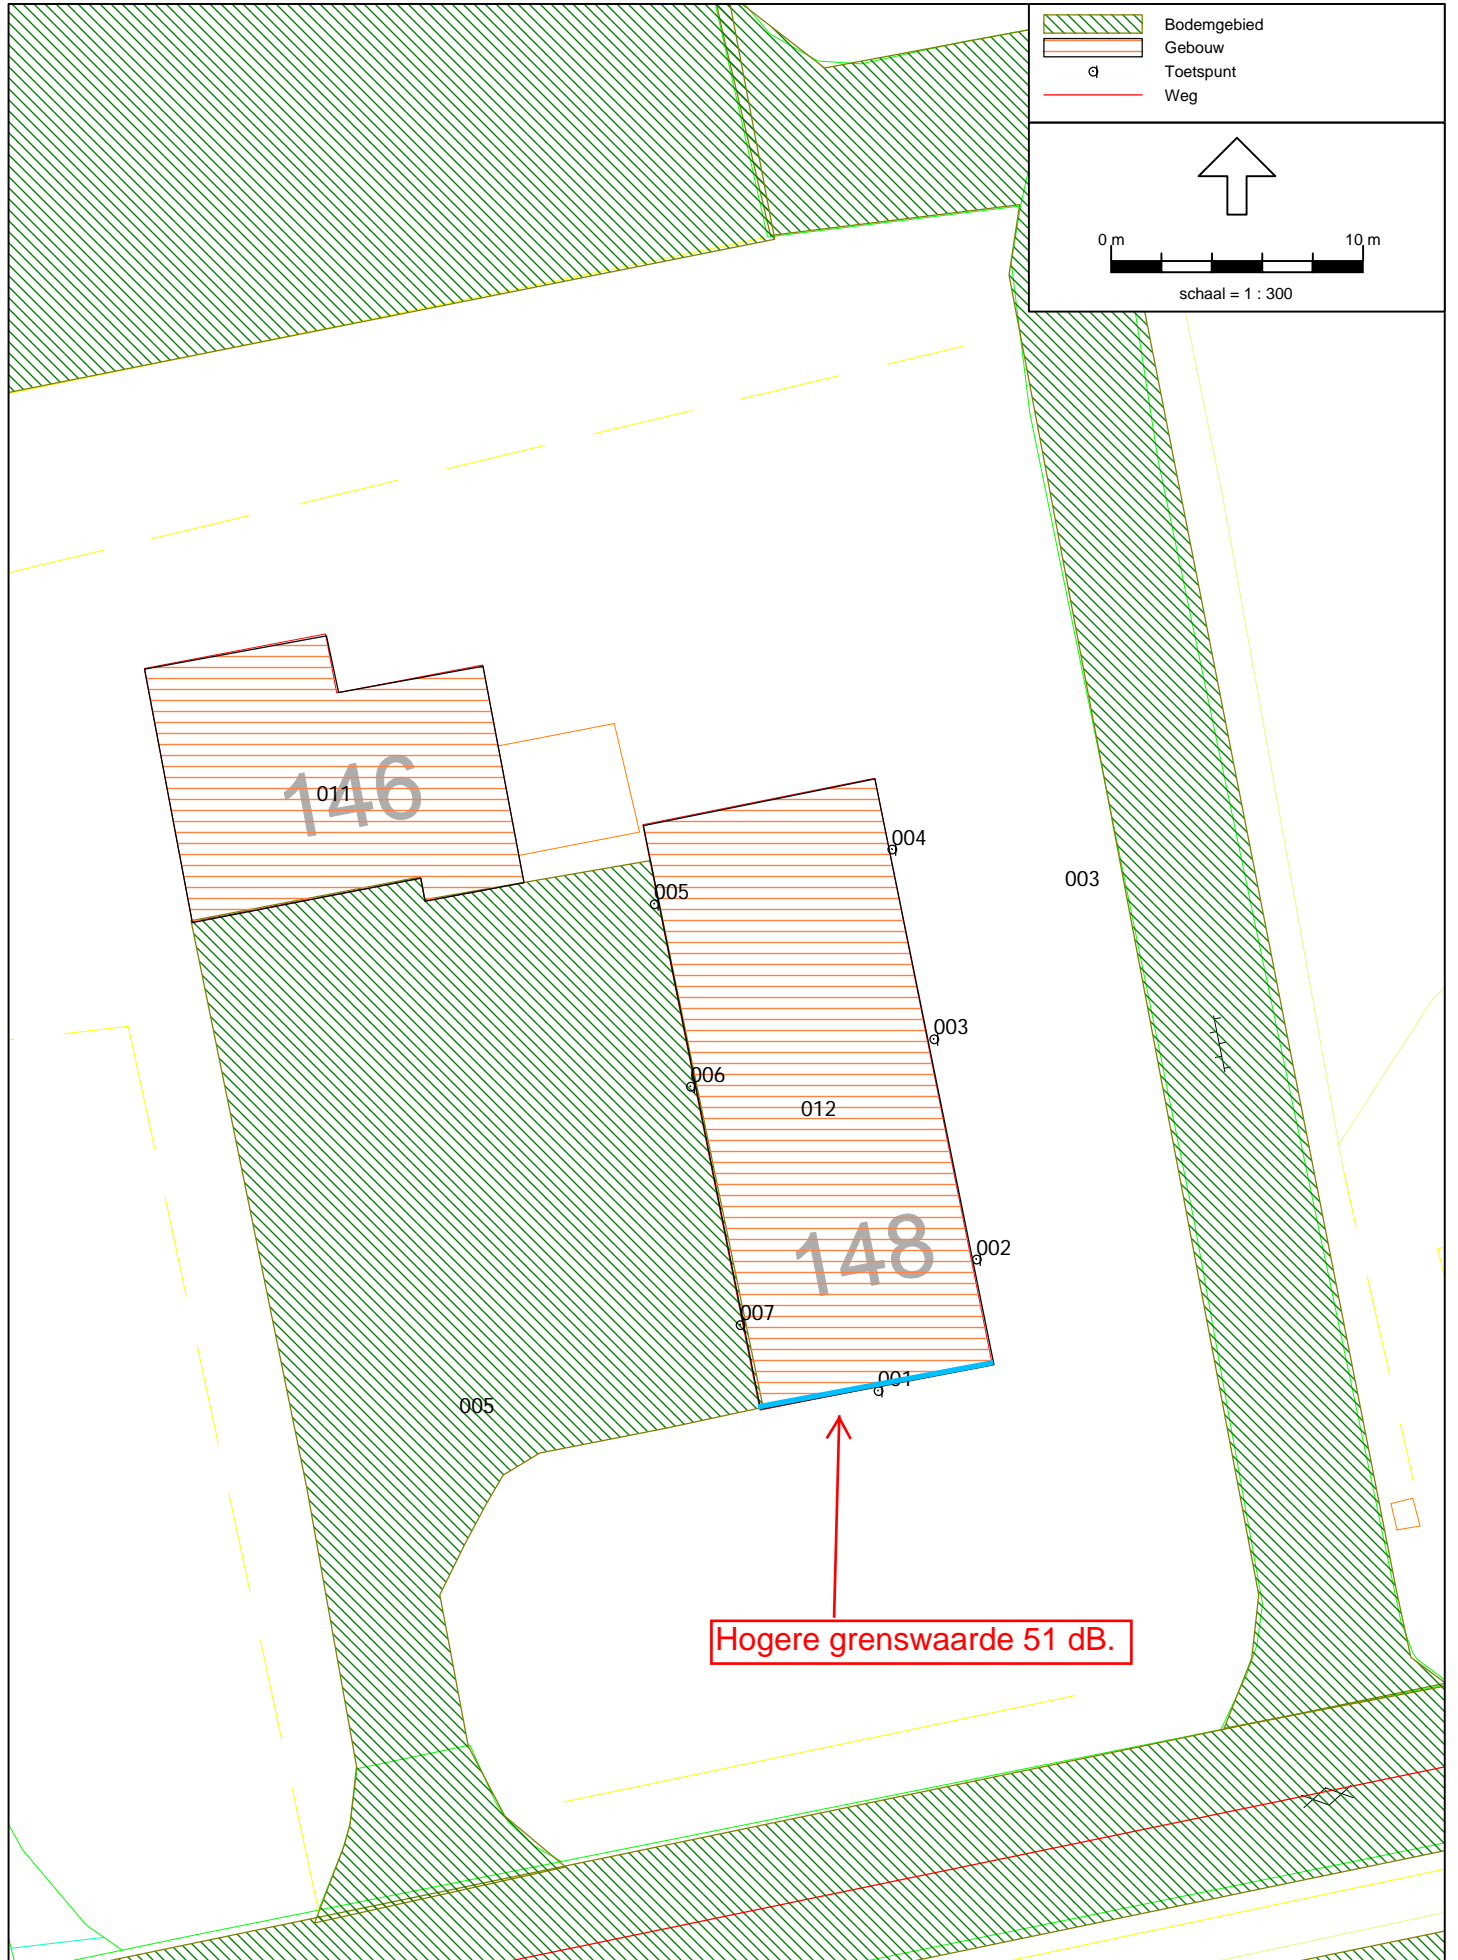 Bodemgebied
Gebouw
Toetspunt
Weg
0 m 10 m
schaal = 1 : 300
146
011
004
003
005
003
006
012
148
002
007
001
005
Hogere grenswaarde 51 dB.